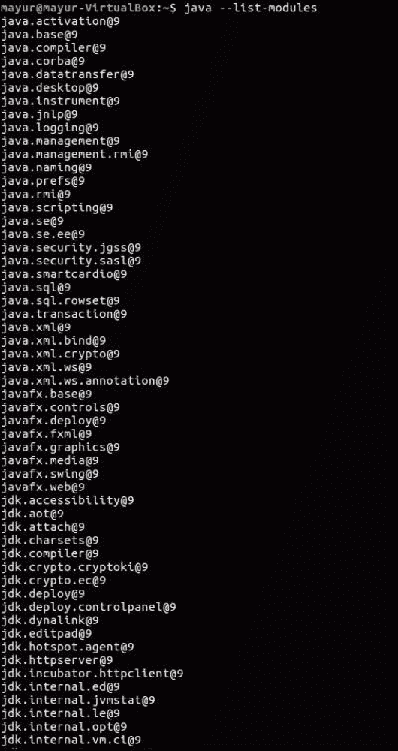 mayur@mayur-VirtualBox:~$ java --list-modules
java.activation@9
java.base@9
java.compiler@9
java.corba@9
java.datatransfer@9
java.desktop@9
java.instrument@9
java.jnlp@9
java.logging@9
java.management@9
java.management.rmi@9
java.naming@9
java.prefs@9
java.rmi@9
java.scripting@9
java.se@9
java.se.ee@9
java.security.jgss@9
java.security.sasl@9
java.smartcardio@9
java.sql@9
java.sql.rowset@9
java.transaction@9
java.xml@9
java.xml.bind@9
java.xml.crypto@9
java.xml.ws@9
java.xml.ws.annotation@9
javafx.base@9
javafx.controls@9
javafx.deploy@9
javafx.fxml@9
javafx.graphics@9
javafx.media@9
javafx.swing@9
javafx.web@9
jdk.accessibility@9
jdk.aot@9
jdk.attach@9
jdk.charsets@9
jdk.compiler@9
jdk.crypto.cryptoki@9
jdk.crypto.ec@9
jdk.deploy@9
jdk.deploy.controlpanel@9
jdk.dynalink@9
jdk.editpad@9
jdk.hotspot.agent@9
jdk.httpserver@9
jdk.incubator.httpclient@9
jdk.internal.ed@9
jdk.internal.jvmstat@9
jdk.internal.le@9
jdk.internal.opt@9
jdk.internal.vm.ci@9